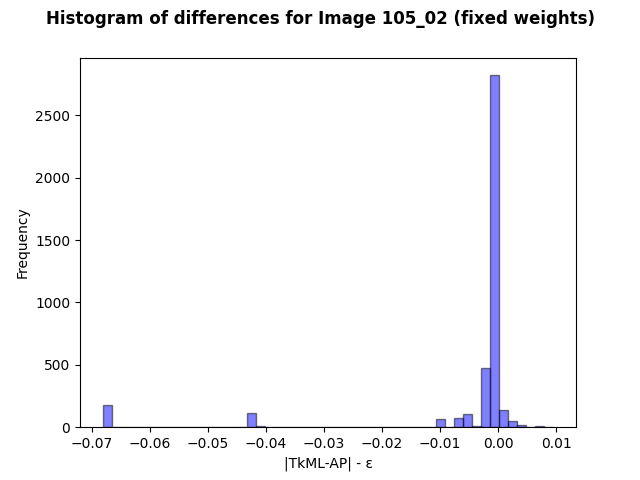 Histogram of differences for Image 105_02 (fixed weights)
2500
2000
1500
1000
500
0
Frequency
−0.07 −0.06 −0.05 −0.04 −0.03 −0.02 −0.01 0.00 0.01
|TkML-AP| - ε